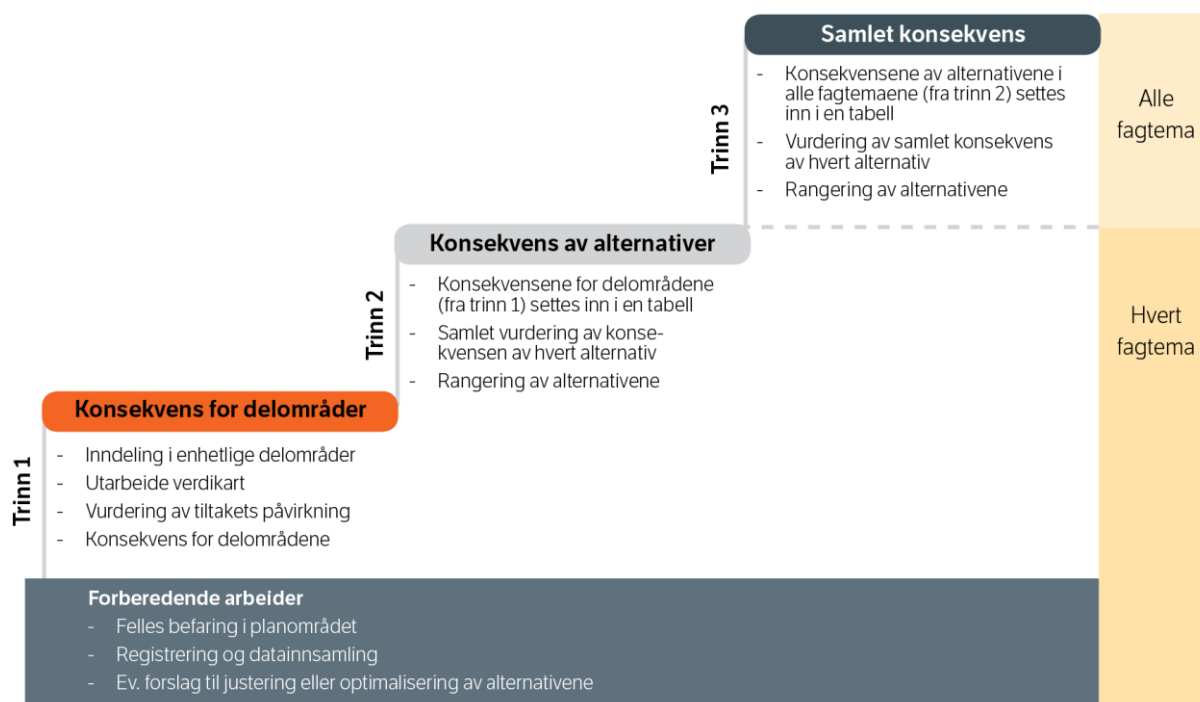 Samlet konsekvens
- Konsekvensene av alternativene i
alle fagtemaene (fra trinn 2) settes
inn i en tabell
- Vurdering av samlet konsekvens
av hvert alternativ
- Rangering av alternativene
Trinn 3
Alle
fagtema
Konsekvens av alternativer
- Konsekvensene for delområdene
(fra trinn 1) settes inn i en tabell
- Samlet vurdering av konse-
kvensen av hvert alternativ
- Rangering av alternativene
Trinn 2
Hvert
fagtema
Konsekvens for delområder
- Inndeling i enhetlige delområder
- Utarbeide verdikart
- Vurdering av tiltakets påvirkning
- Konsekvens for delområdene
Trinn 1
Forberedende arbeider
- Felles befaring i planområdet
- Registrering og datainnsamling
- Ev. forslag til justering eller optimalisering av alternativene